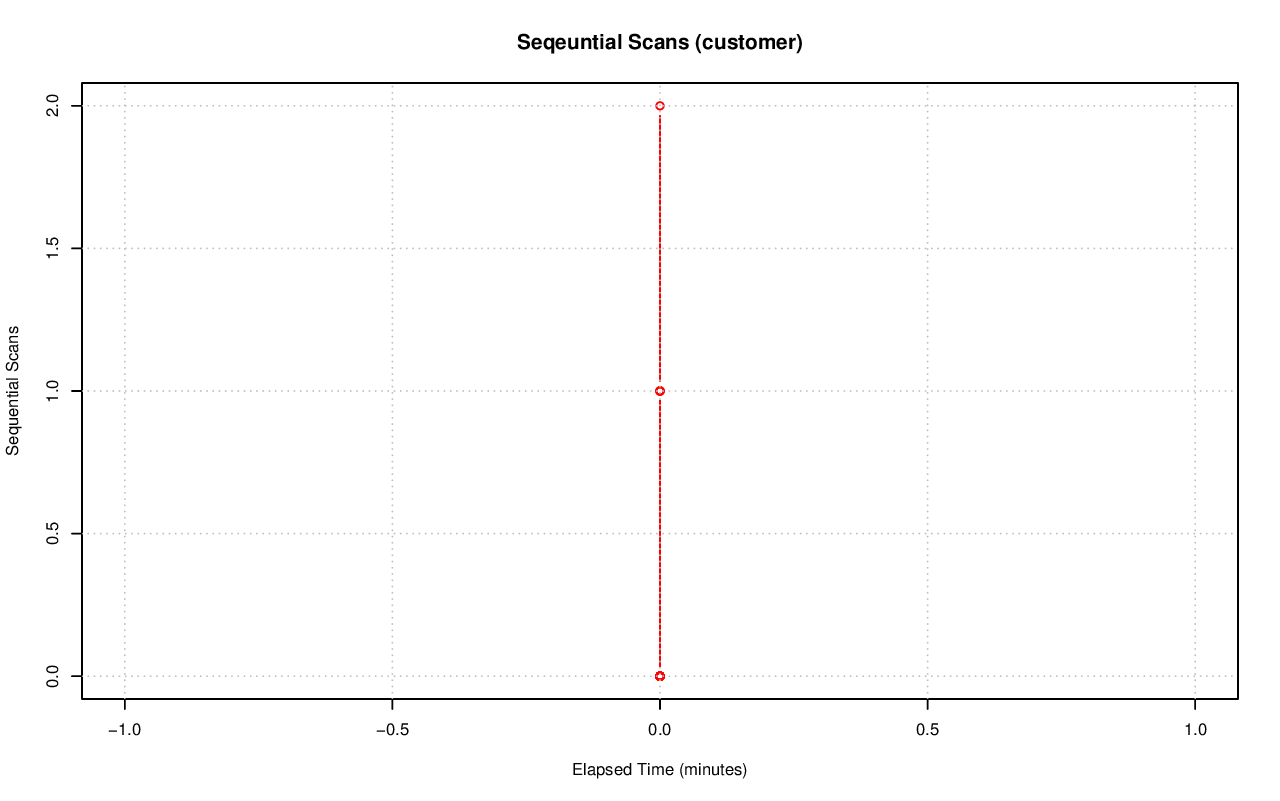 Seqeuntial Scans (customer)
Sequential Scans
2.0
1.5
1.0
0.5
0.0
−1.0 −0.5 0.0 0.5 1.0
Elapsed Time (minutes)